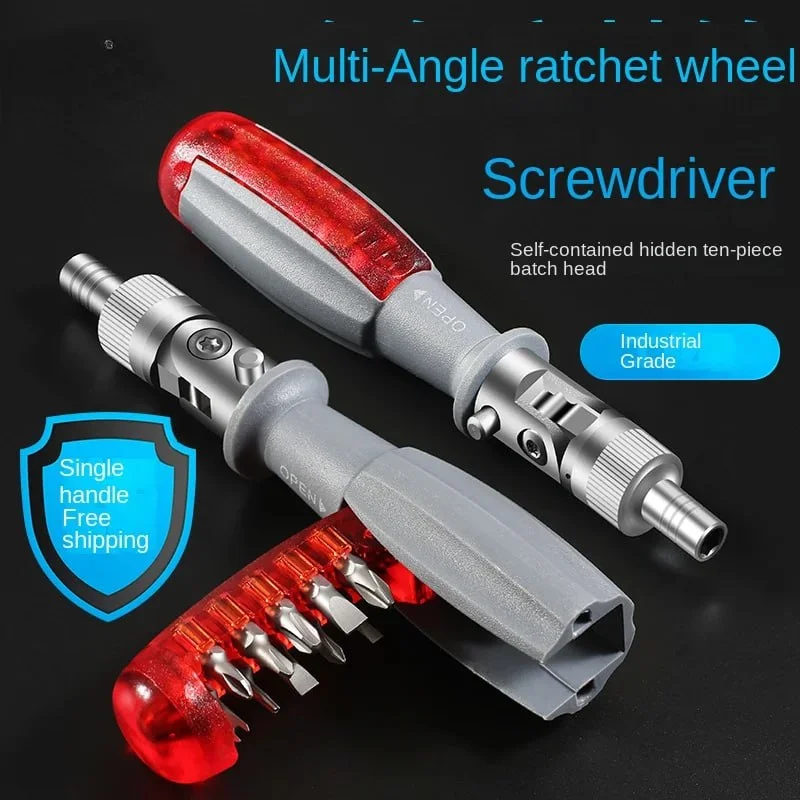 Multi-Angle ratchet wheel
Screwdriver
Self-contained hidden ten-piece
batch head
Industrial
Grade
OPEN
Single
handle
Free
shipping
OPEN